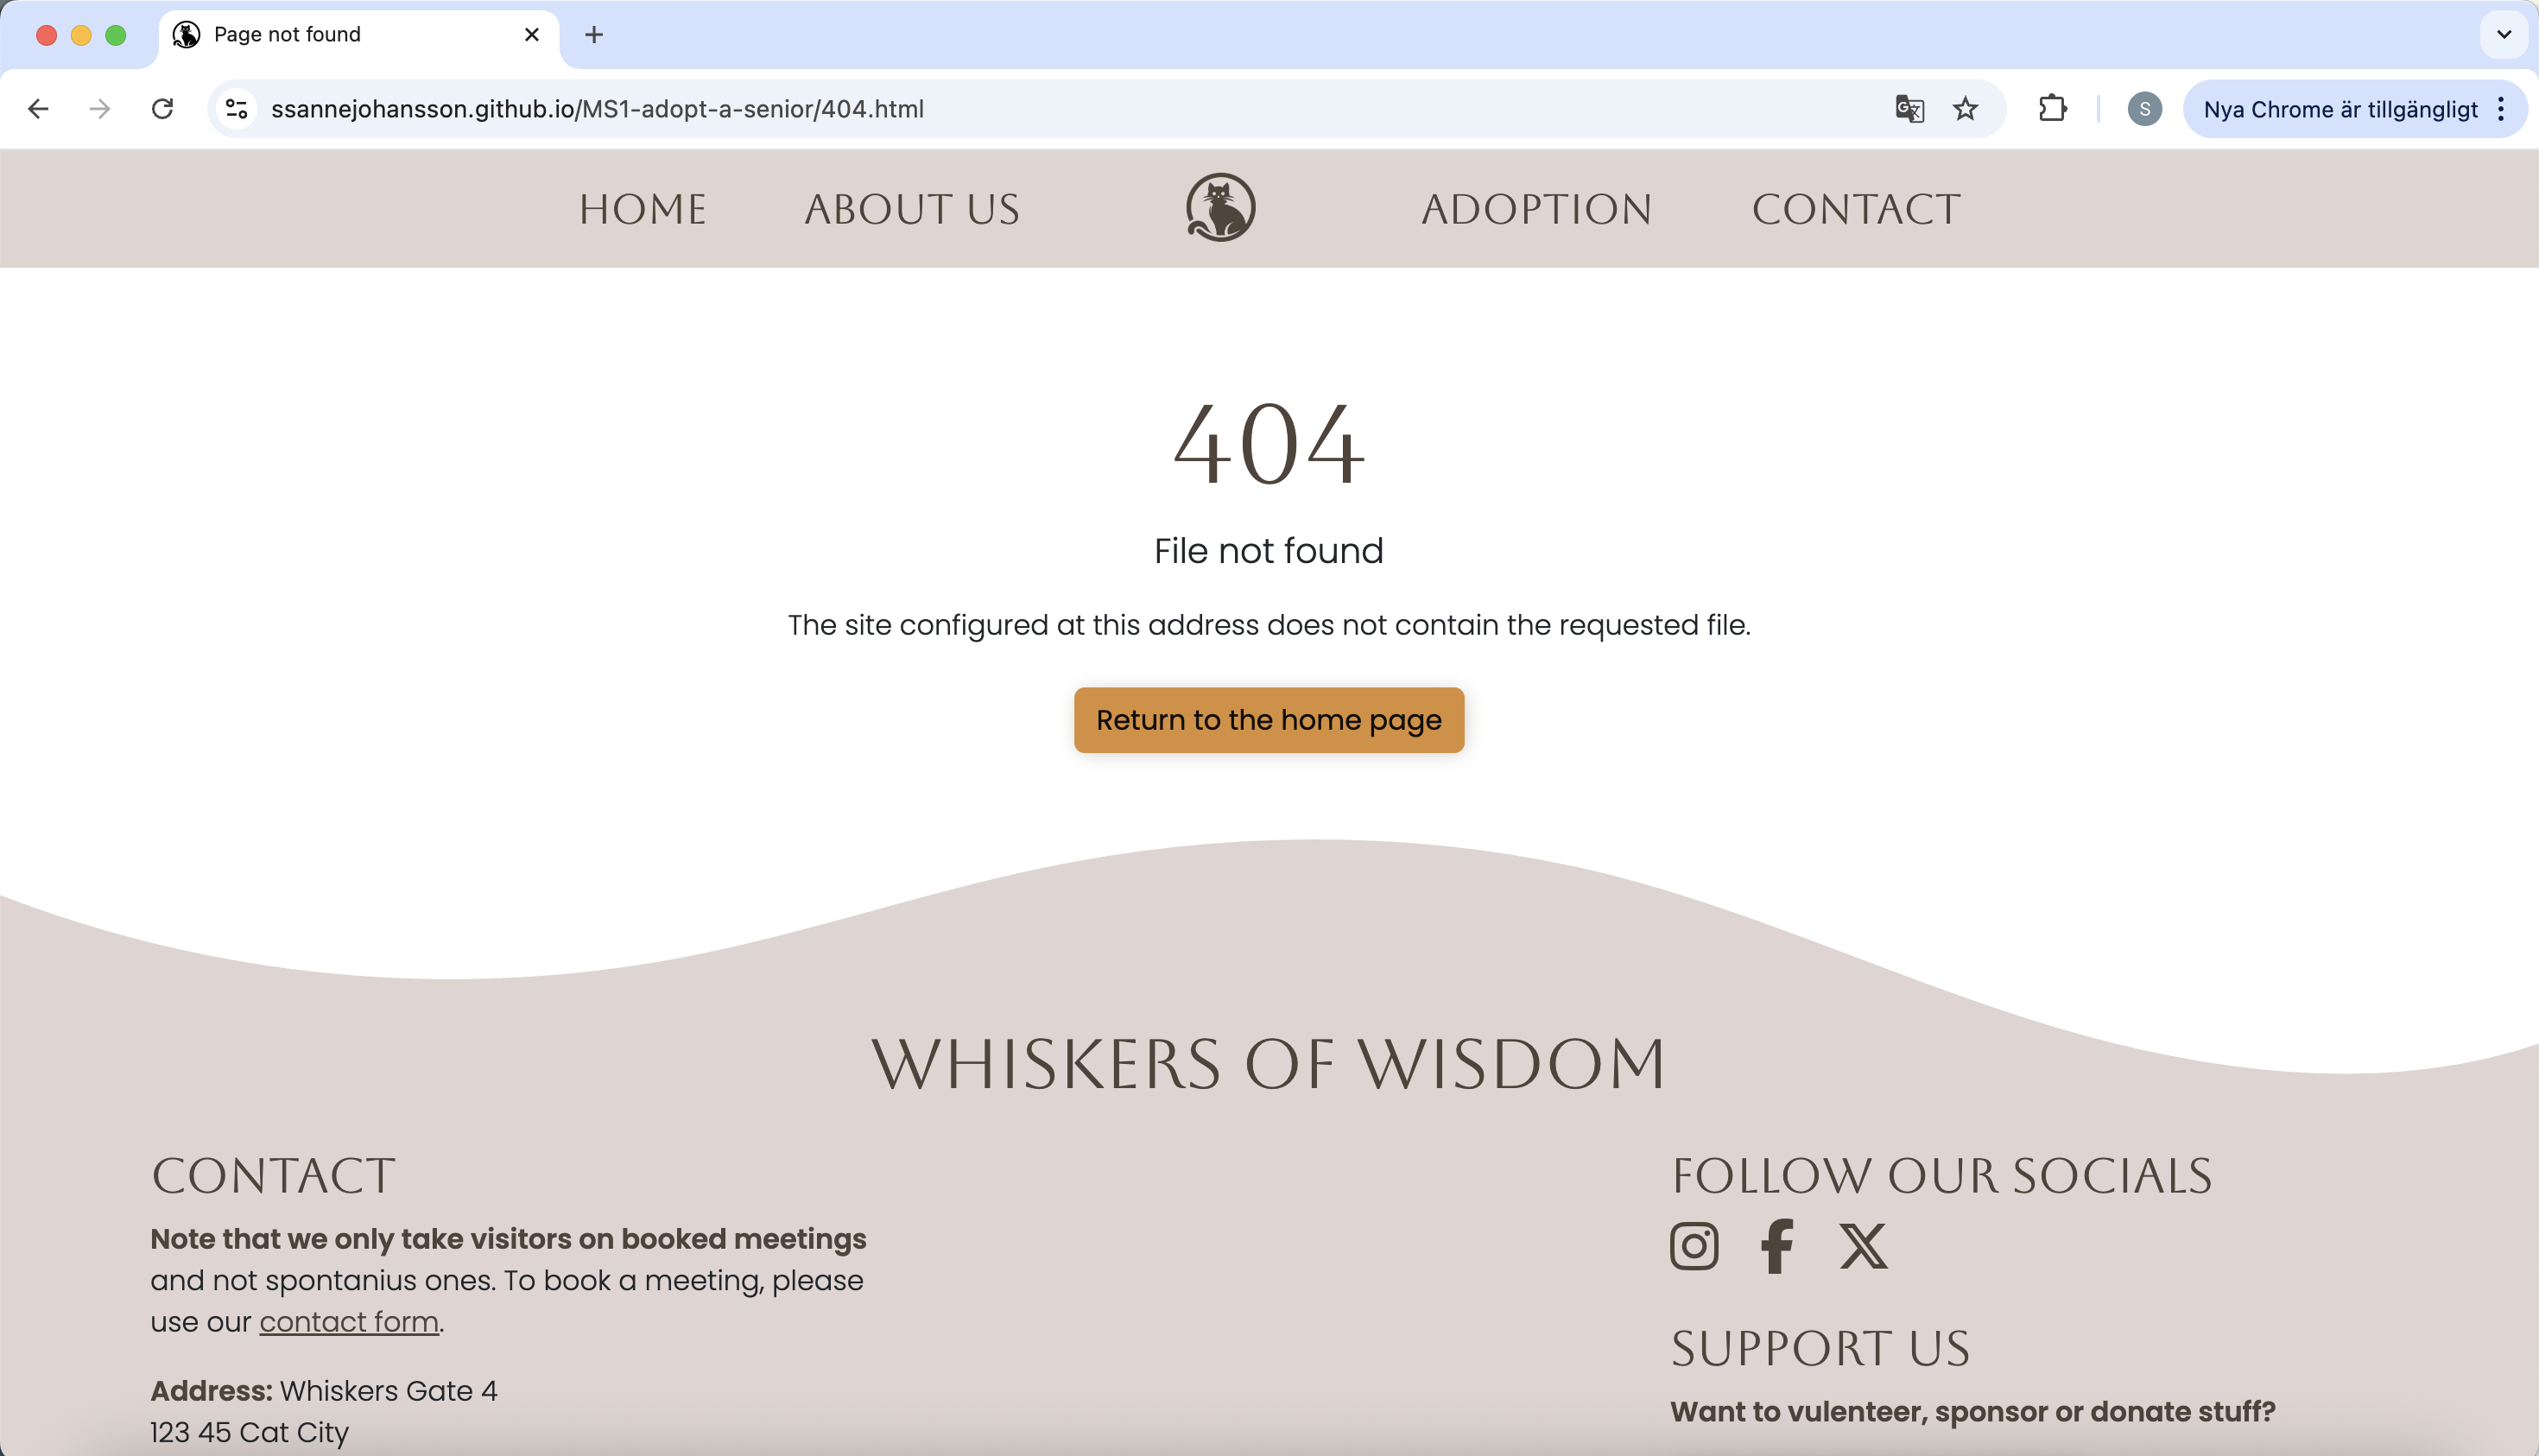 Page not found
ssannejohansson.github.io/MS1-adopt-a-senior/404.html
S
Nya Chrome är tillgängligt
HOME
ABOUT US
ADOPTION
CONTACT
404
File not found
The site configured at this address does not contain the requested file.
Return to the home page
WHISKERS OF WISDOM
CONTACT
Note that we only take visitors on booked meetings
and not spontanius ones. To book a meeting, please
use our contact form.
Address: Whiskers Gate 4
123 45 Cat City
FOLLOW OUR SOCIALS
SUPPORT US
Want to vulenteer, sponsor or donate stuff?